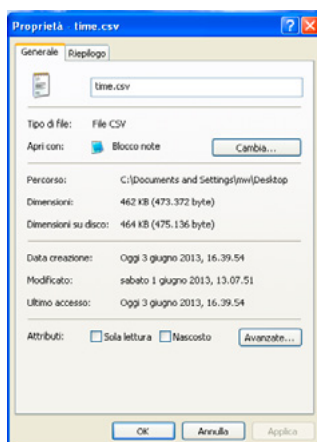 Proprietà - time.csv
Generale Riepilogo
time.csv
Tipo di file: File CSV
Apri con: Blocco note Cambia...
Percorso: C:\Documents and Settings\mw\Desktop
Dimensioni: 462 KB (473.372 byte)
Dimensioni su disco: 464 KB (475.136 byte)
Data creazione: Oggi 3 giugno 2013, 16.39.54
Modificato: sabato 1 giugno 2013, 13.07.51
Ultimo accesso: Oggi 3 giugno 2013, 16.39.54
Attributi: Sola lettura Nascosto Avanzate...
OK Annulla Applica